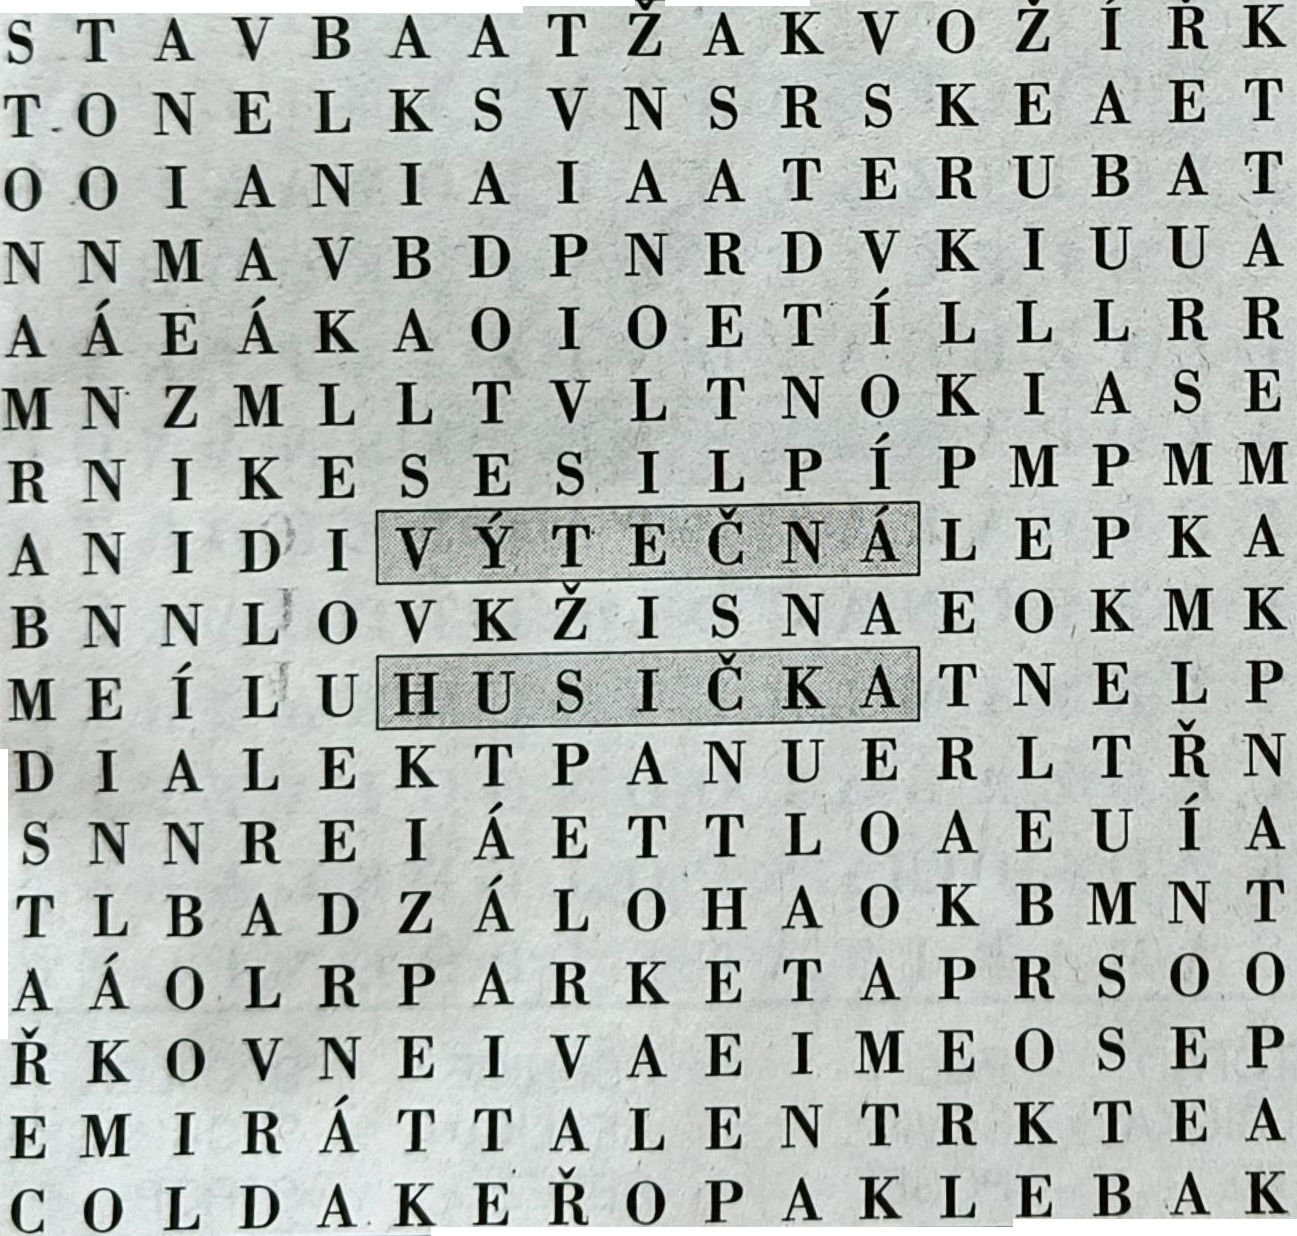 S T A V B A A T Ž A K V O Ž Í Ř K
T O N E L K S V N S R S K E A E T
O O I A N I A I A A T E R U B A T
N N M A V B D P N R D V K I U U A
A Á E Á K A O I O E T Í L L L R R
M N Z M L L T V L T N O K I A S E
R N I K E S E S I L P Í P M P M M
A N I D I V Ý T E Č N Á L E P K A
B N N L O V K Ž I S N A E O K M K
M E Í L U H U S I Č K A T N E L P
D I A L E K T P A N U E R L T Ř N
S N N R E I Á E T T L O A E U Í A
T L B A D Z Á L O H A O K B M N T
A Á O L R P A R K E T A P R S O O
Ř K O V N E I V A E I M E O S E P
E M I R Á T T A L E N T R K T E A
C O L D A K E Ř O P A K L E B A K